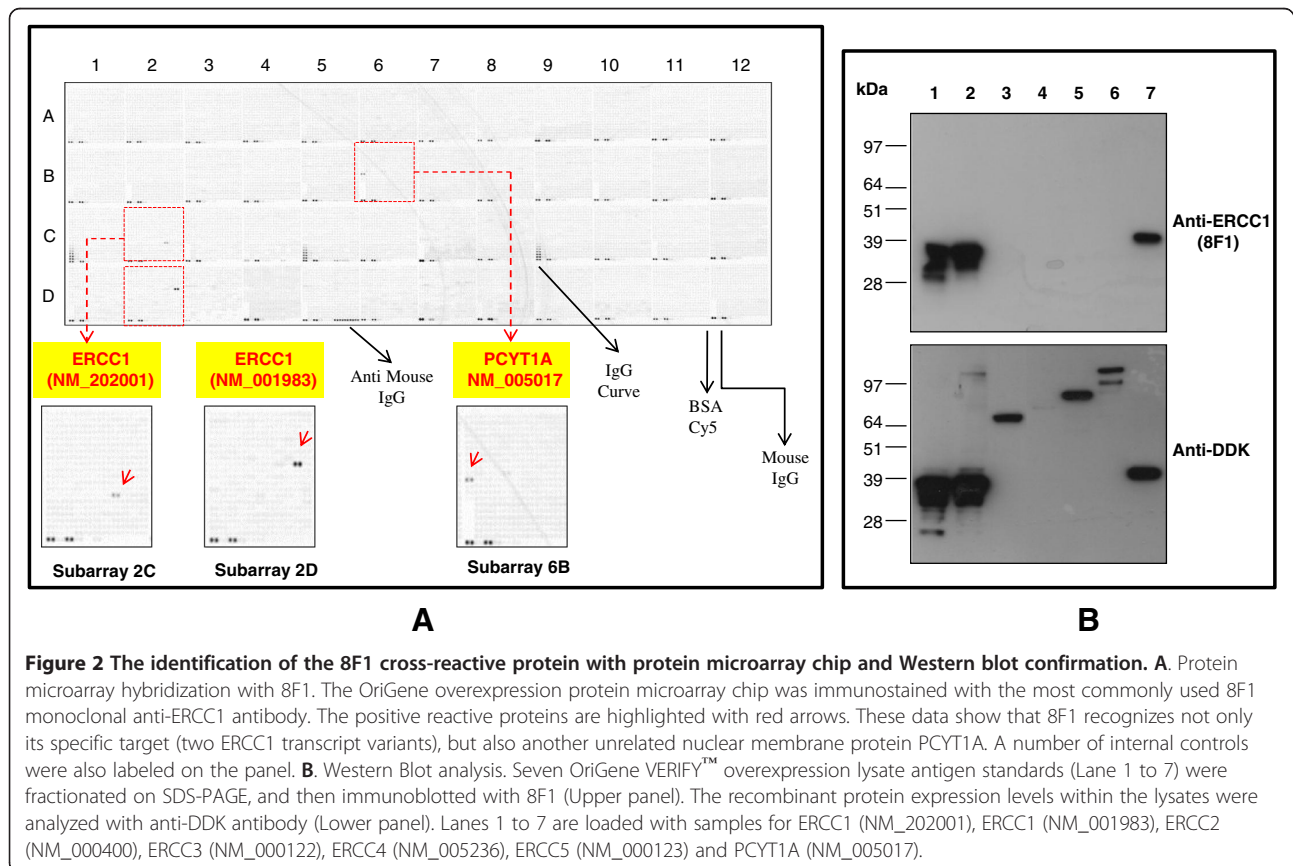 1 2 3 4 5 6 7 8 9 10 11 12
A
B
C
D
ERCC1
(NM_202001)
ERCC1
(NM_001983)
Anti Mouse
IgG
PCYT1A
NM_005017
IgG
Curve
BSA
Cy5
Mouse
IgG
Subarray 2C
Subarray 2D
Subarray 6B
A
kDa
1 2 3 4 5 6 7
97
64
51
39
28
Anti-ERCC1
(8F1)
97
64
51
39
28
Anti-DDK
B
Figure 2 The identification of the 8F1 cross-reactive protein with protein microarray chip and Western blot confirmation. A. Protein
microarray hybridization with 8F1. The OriGene overexpression protein microarray chip was immunostained with the most commonly used 8F1
monoclonal anti-ERCC1 antibody. The positive reactive proteins are highlighted with red arrows. These data show that 8F1 recognizes not only
its specific target (two ERCC1 transcript variants), but also another unrelated nuclear membrane protein PCYT1A. A number of internal controls
were also labeled on the panel. B. Western Blot analysis. Seven OriGene VERIFY™ overexpression lysate antigen standards (Lane 1 to 7) were
fractionated on SDS-PAGE, and then immunoblotted with 8F1 (Upper panel). The recombinant protein expression levels within the lysates were
analyzed with anti-DDK antibody (Lower panel). Lanes 1 to 7 are loaded with samples for ERCC1 (NM_202001), ERCC1 (NM_001983), ERCC2
(NM_000400), ERCC3 (NM_000122), ERCC4 (NM_005236), ERCC5 (NM_000123) and PCYT1A (NM_005017).